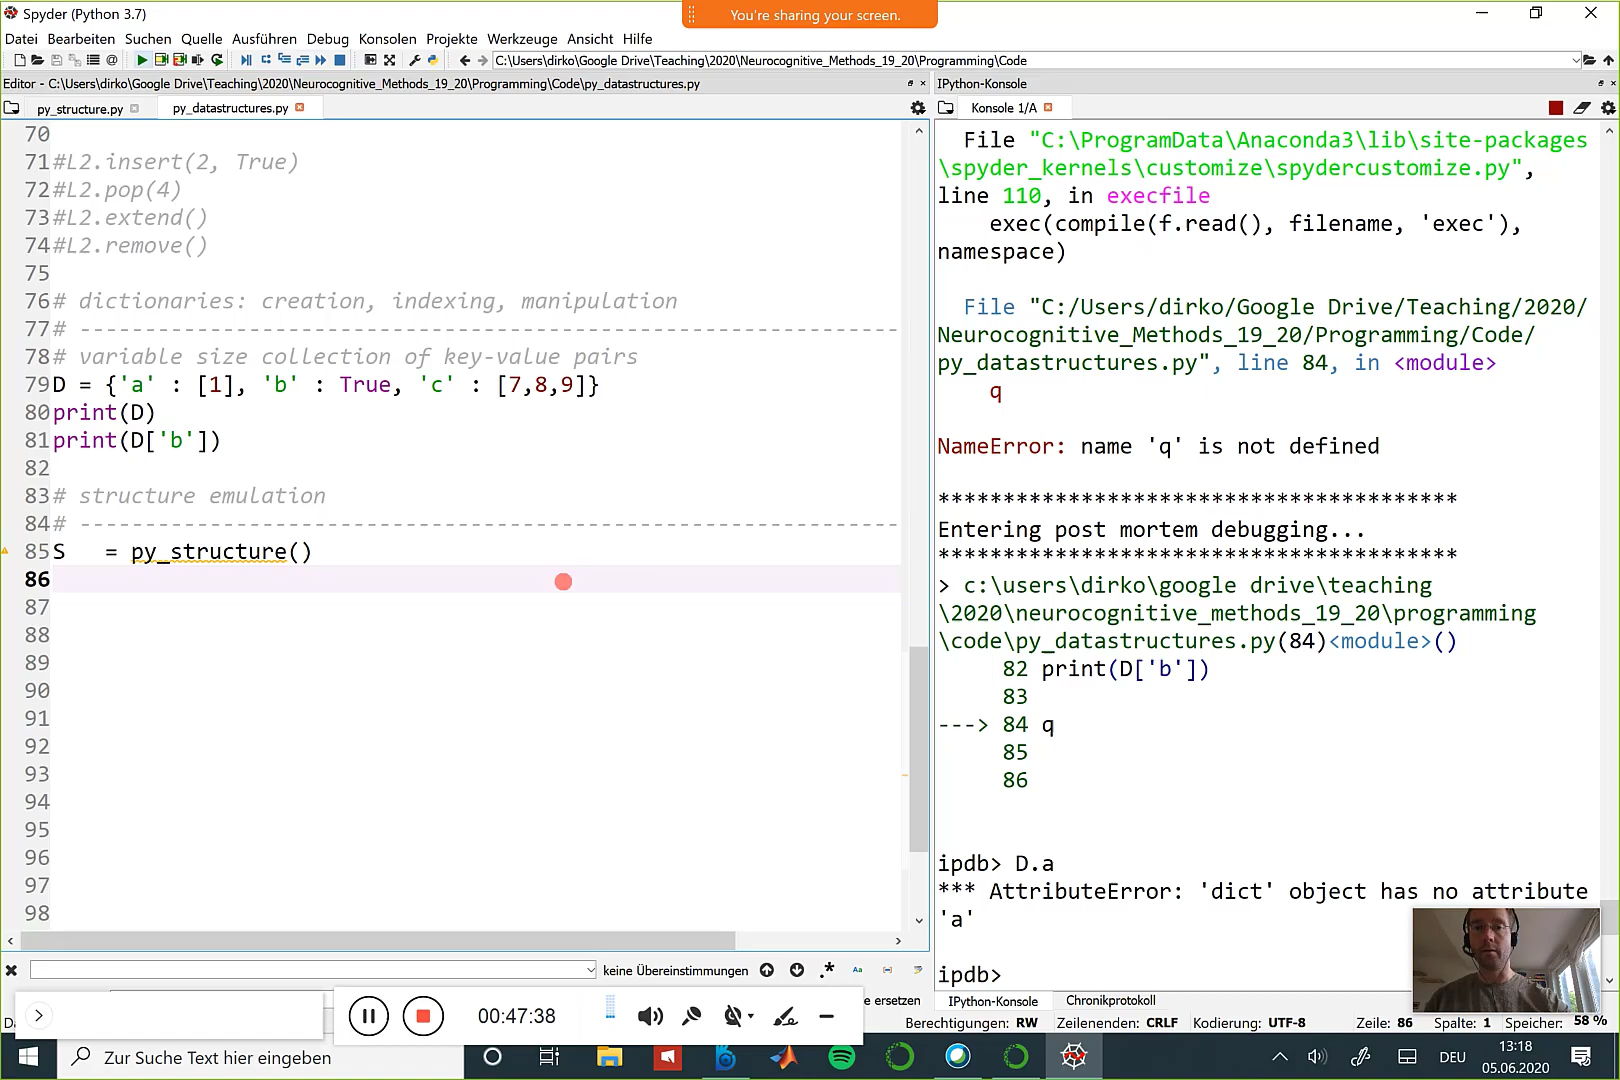 Spyder (Python 3.7)
You're sharing your screen.
Datei Bearbeiten Suchen Quelle Ausführen Debug Konsolen Projekte Werkzeuge Ansicht Hilfe
C:\Users\dirko\Google Drive\Teaching\2020\Neurocognitive_Methods_19_20\Programming\Code
Editor - C:\Users\dirko\Google Drive\Teaching\2020\Neurocognitive_Methods_19_20\Programming\Code\py_datastructures.py
py_structure.py
py_datastructures.py
70
71 #L2.insert(2, True)
72 #L2.pop(4)
73 #L2.extend()
74 #L2.remove()
75
76 # dictionaries: creation, indexing, manipulation
77 # ---------------------------------------------------------------
78 # variable size collection of key-value pairs
79 D = {'a' : [1], 'b' : True, 'c' : [7,8,9]}
80 print(D)
81 print(D['b'])
82
83 # structure emulation
84 # ---------------------------------------------------------------
85 S   = py_structure()
86
87
88
89
90
91
92
93
94
95
96
97
98
keine Übereinstimmungen
Aa
e ersetzen
00:47:38
IPython-Konsole
Konsole 1/A
File "C:\ProgramData\Anaconda3\lib\site-packages
\spyder_kernels\customize\spydercustomize.py",
line 110, in execfile
exec(compile(f.read(), filename, 'exec'),
namespace)
File "C:/Users/dirko/Google Drive/Teaching/2020/
Neurocognitive_Methods_19_20/Programming/Code/
py_datastructures.py", line 84, in <module>
q
NameError: name 'q' is not defined
****************************************
Entering post mortem debugging...
****************************************
> c:\users\dirko\google drive\teaching
\2020\neurocognitive_methods_19_20\programming
\code\py_datastructures.py(84)<module>()
82 print(D['b'])
83
---> 84 q
85
86
ipdb> D.a
*** AttributeError: 'dict' object has no attribute
'a'
ipdb>
IPython-Konsole
Chronikprotokoll
Berechtigungen: RW Zeilenenden: CRLF Kodierung: UTF-8 Zeile: 86 Spalte: 1 Speicher: 58 %
Zur Suche Text hier eingeben
DEU
13:18
05.06.2020